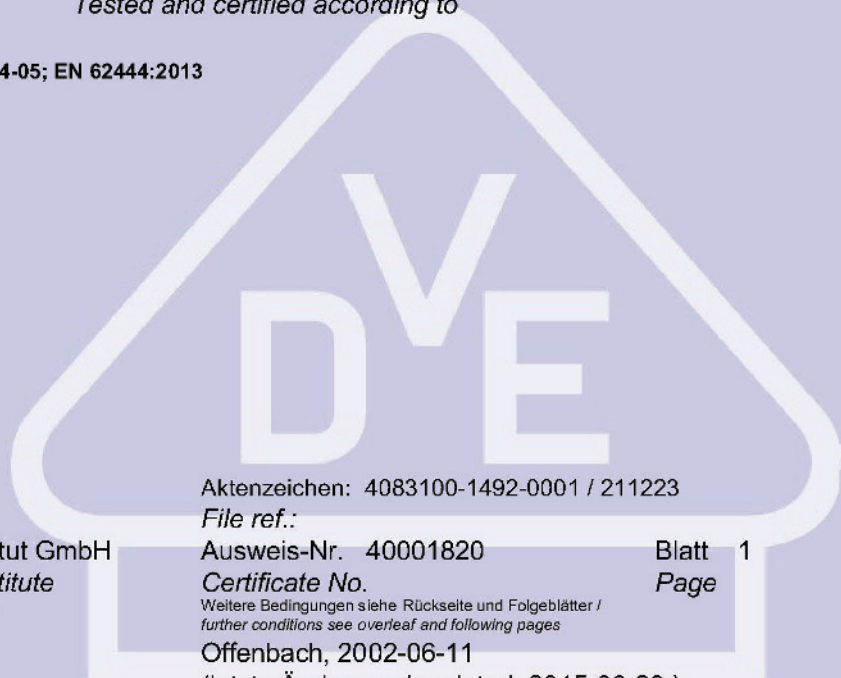 Tested and certified according to
4-05; EN 62444:2013
DVE
Aktenzeichen: 4083100-1492-0001 / 211223
File ref.:
tut GmbH Ausweis-Nr. 40001820 Blatt 1
titute Certificate No. Page
Weitere Bedingungen siehe Rückseite und Folgeblätter /
further conditions see overleaf and following pages
Offenbach, 2002-06-11